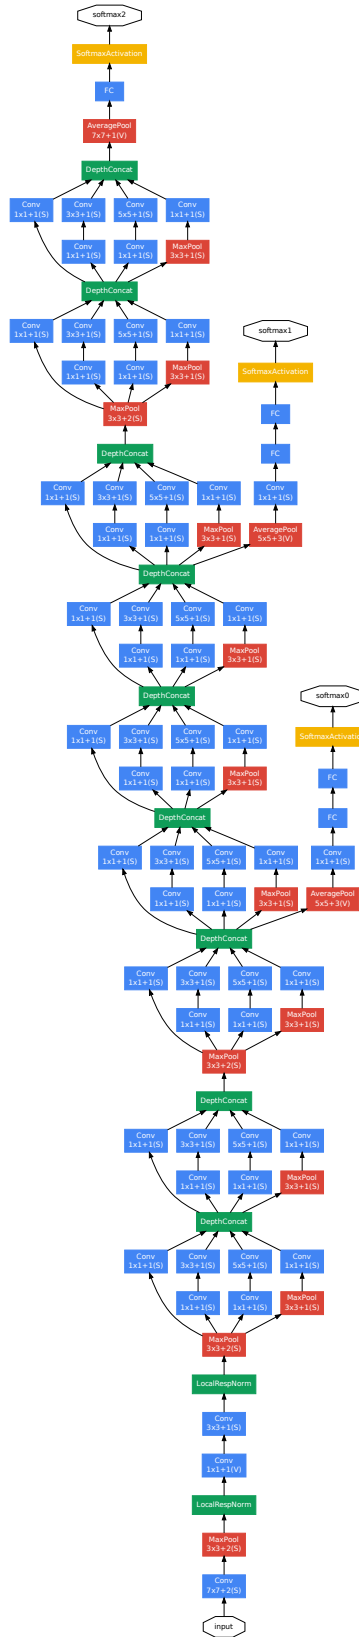 softmax2
SoftmaxActivation
FC
AveragePool
7x7+1(V)
DepthConcat
Conv Conv Conv Conv
1x1+1(S) 3x3+1(S) 5x5+1(S) 1x1+1(S)
Conv Conv MaxPool
1x1+1(S) 1x1+1(S) 3x3+1(S)
DepthConcat
Conv Conv Conv Conv
1x1+1(S) 3x3+1(S) 5x5+1(S) 1x1+1(S)
softmax1
Conv Conv MaxPool
1x1+1(S) 1x1+1(S) 3x3+1(S)
SoftmaxActivation
MaxPool
3x3+2(S)
FC
DepthConcat
FC
Conv Conv Conv Conv Conv
1x1+1(S) 3x3+1(S) 5x5+1(S) 1x1+1(S) 1x1+1(S)
Conv Conv MaxPool AveragePool
1x1+1(S) 1x1+1(S) 3x3+1(S) 5x5+3(V)
DepthConcat
Conv Conv Conv Conv
1x1+1(S) 3x3+1(S) 5x5+1(S) 1x1+1(S)
Conv Conv MaxPool
1x1+1(S) 1x1+1(S) 3x3+1(S)
DepthConcat
softmax0
Conv Conv Conv Conv
1x1+1(S) 3x3+1(S) 5x5+1(S) 1x1+1(S)
SoftmaxActivatio
Conv Conv MaxPool
1x1+1(S) 1x1+1(S) 3x3+1(S)
FC
DepthConcat
FC
Conv Conv Conv Conv Conv
1x1+1(S) 3x3+1(S) 5x5+1(S) 1x1+1(S) 1x1+1(S)
Conv Conv MaxPool AveragePool
1x1+1(S) 1x1+1(S) 3x3+1(S) 5x5+3(V)
DepthConcat
Conv Conv Conv Conv
1x1+1(S) 3x3+1(S) 5x5+1(S) 1x1+1(S)
Conv Conv MaxPool
1x1+1(S) 1x1+1(S) 3x3+1(S)
MaxPool
3x3+2(S)
DepthConcat
Conv Conv Conv Conv
1x1+1(S) 3x3+1(S) 5x5+1(S) 1x1+1(S)
Conv Conv MaxPool
1x1+1(S) 1x1+1(S) 3x3+1(S)
DepthConcat
Conv Conv Conv Conv
1x1+1(S) 3x3+1(S) 5x5+1(S) 1x1+1(S)
Conv Conv MaxPool
1x1+1(S) 1x1+1(S) 3x3+1(S)
MaxPool
3x3+2(S)
LocalRespNorm
Conv
3x3+1(S)
Conv
1x1+1(V)
LocalRespNorm
MaxPool
3x3+2(S)
Conv
7x7+2(S)
input